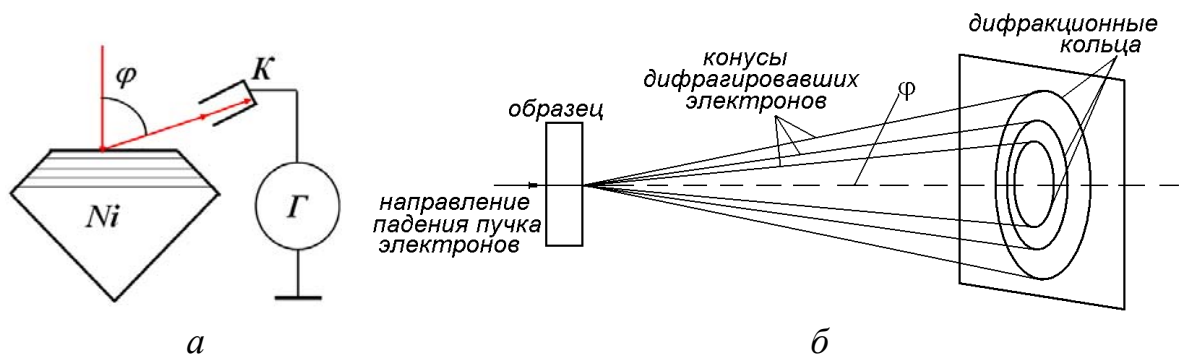 φ
К
Ni
Г
а
образец
направление
падения пучка
электронов
конусы
дифрагировавших
электронов
φ
дифракционные
кольца
б